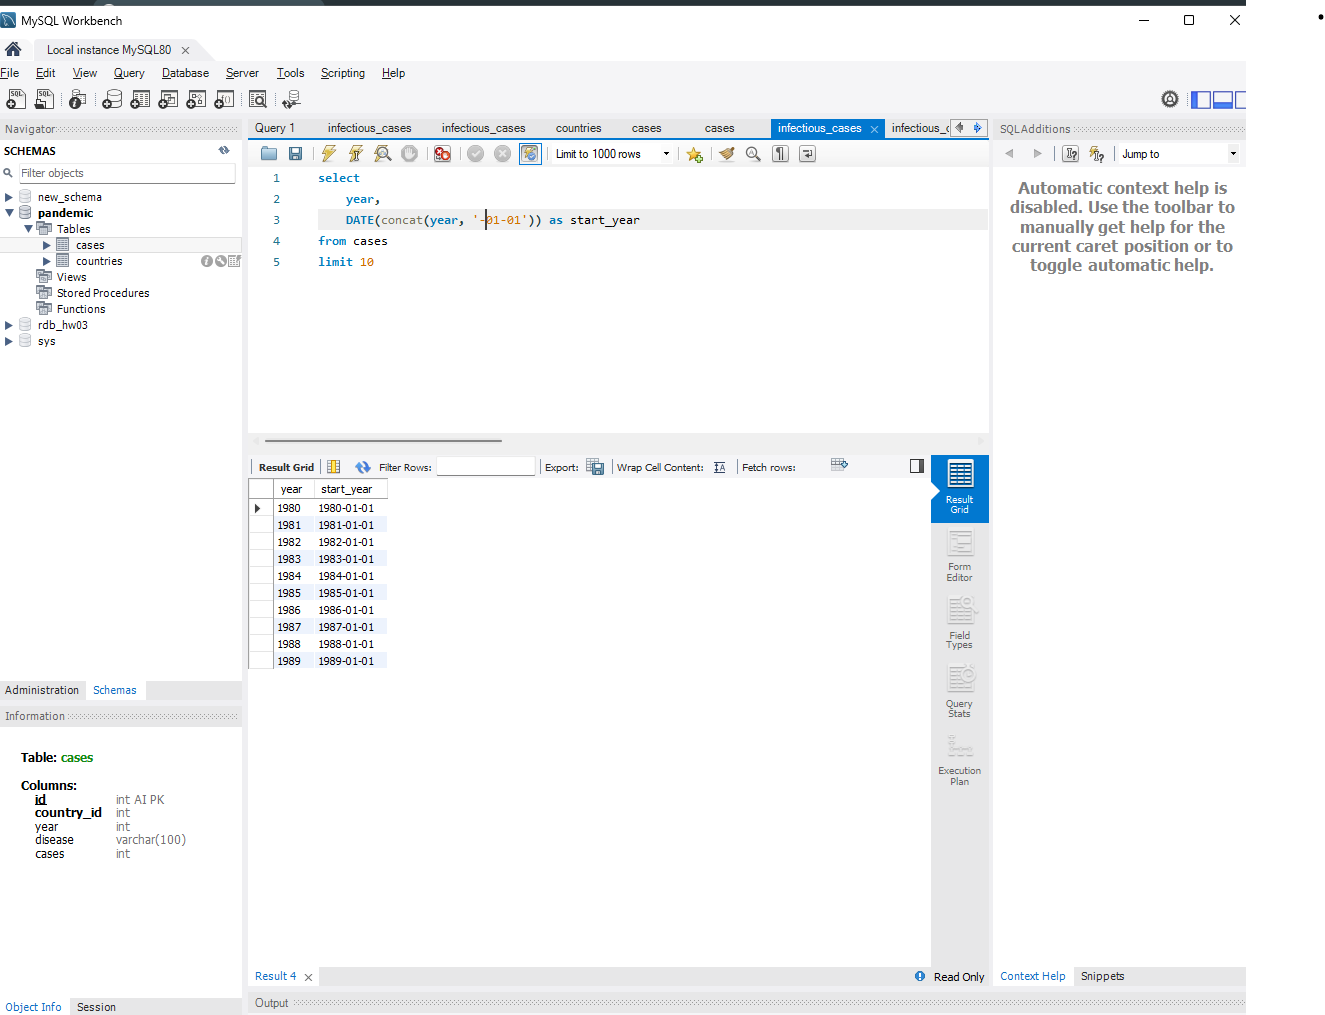 MySQL Workbench
Local instance MySQL80
File Edit View Query Database Server Tools Scripting Help
Navigator
SCHEMAS
Filter objects
new_schema
pandemic
Tables
cases
countries
Views
Stored Procedures
Functions
rdb_hw03
sys
Administration Schemas
Information
Table: cases
Columns:
id int AI PK
country_id int
year int
disease varchar(100)
cases int
Object Info Session
Query 1 infectious_cases infectious_cases countries cases cases infectious_cases infectious_c
Limit to 1000 rows
1 select
2 year,
3 DATE(concat(year, '-01-01')) as start_year
4 from cases
5 limit 10
Result Grid Filter Rows: Export: Wrap Cell Content: Fetch rows:
year start_year
1980 1980-01-01
1981 1981-01-01
1982 1982-01-01
1983 1983-01-01
1984 1984-01-01
1985 1985-01-01
1986 1986-01-01
1987 1987-01-01
1988 1988-01-01
1989 1989-01-01
Result
Grid
Form
Editor
Field
Types
Query
Stats
Execution
Plan
Result 4
Read Only
Output
SQLAdditions
Jump to
Automatic context help is
disabled. Use the toolbar to
manually get help for the
current caret position or to
toggle automatic help.
Context Help Snippets